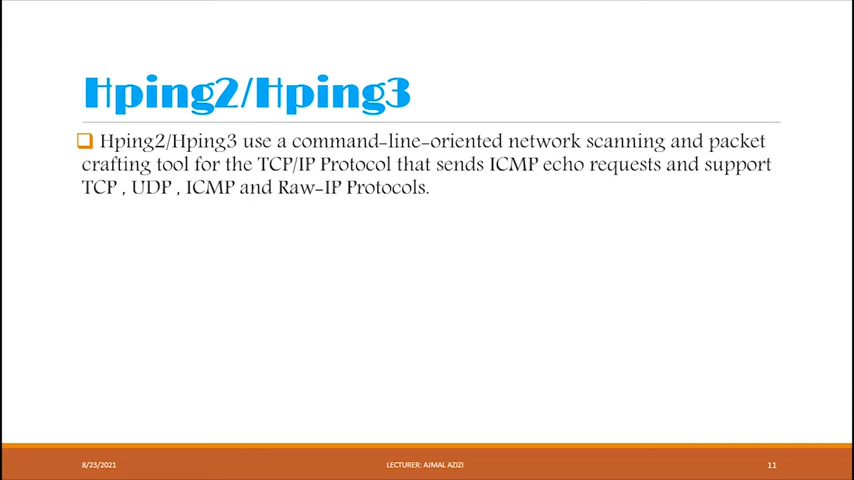 Hping2/Hping3
Hping2/Hping3 use a command-line-oriented network scanning and packet
crafting tool for the TCP/IP Protocol that sends ICMP echo requests and support
TCP , UDP , ICMP and Raw-IP Protocols.
8/23/2021
LECTURER: AJMAL AZIZI
11